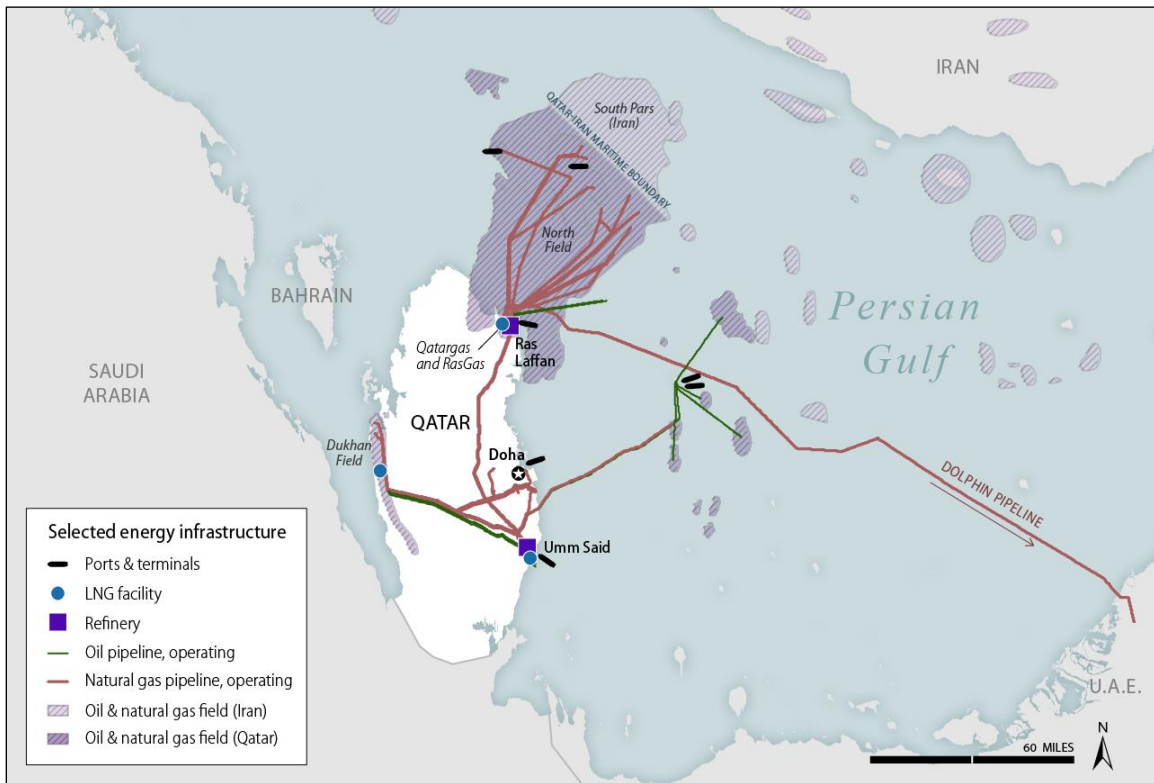 IRAN
South Pars
(Iran)
QATAR-IRAN MARITIME BOUNDARY
North
Field
BAHRAIN
Persian
Gulf
Qatargas
and RasGas
Ras
Laffan
SAUDI
ARABIA
QATAR
Dukhan
Field
Doha
DOLPHIN PIPELINE
Umm Said
Selected energy infrastructure
Ports & terminals
LNG facility
Refinery
Oil pipeline, operating
Natural gas pipeline, operating
Oil & natural gas field (Iran)
Oil & natural gas field (Qatar)
U.A.E.
60 MILES
N